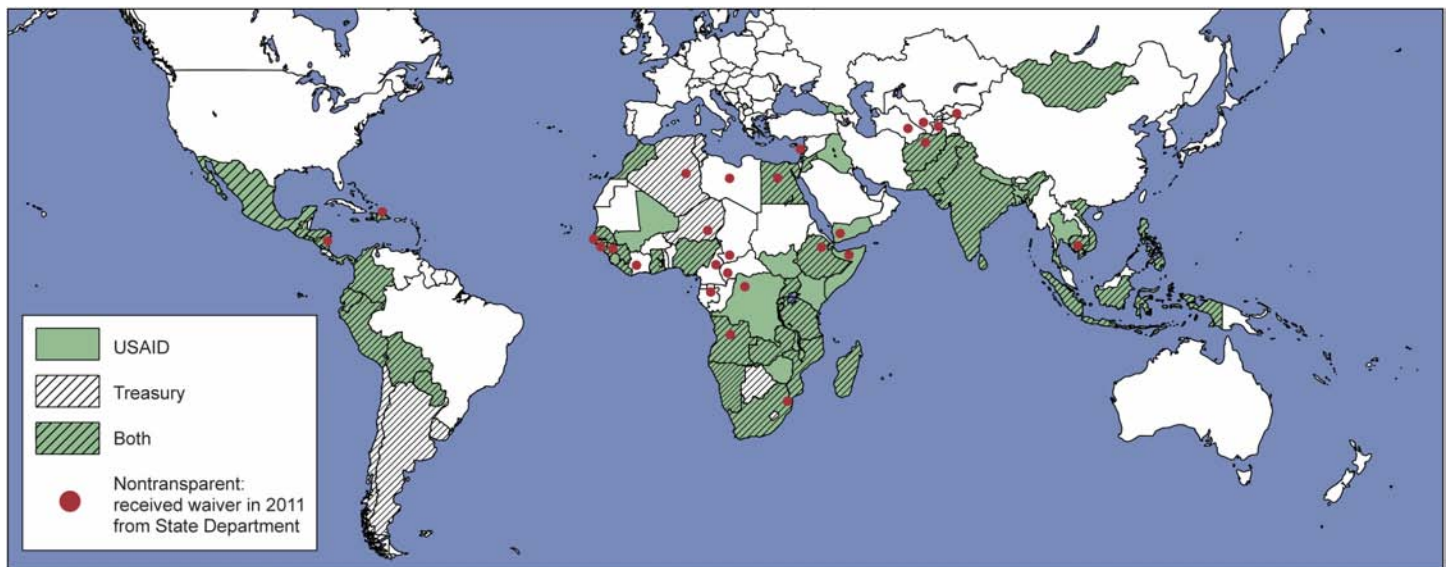 USAID
Treasury
Both
Nontransparent:
received waiver in 2011
from State Department